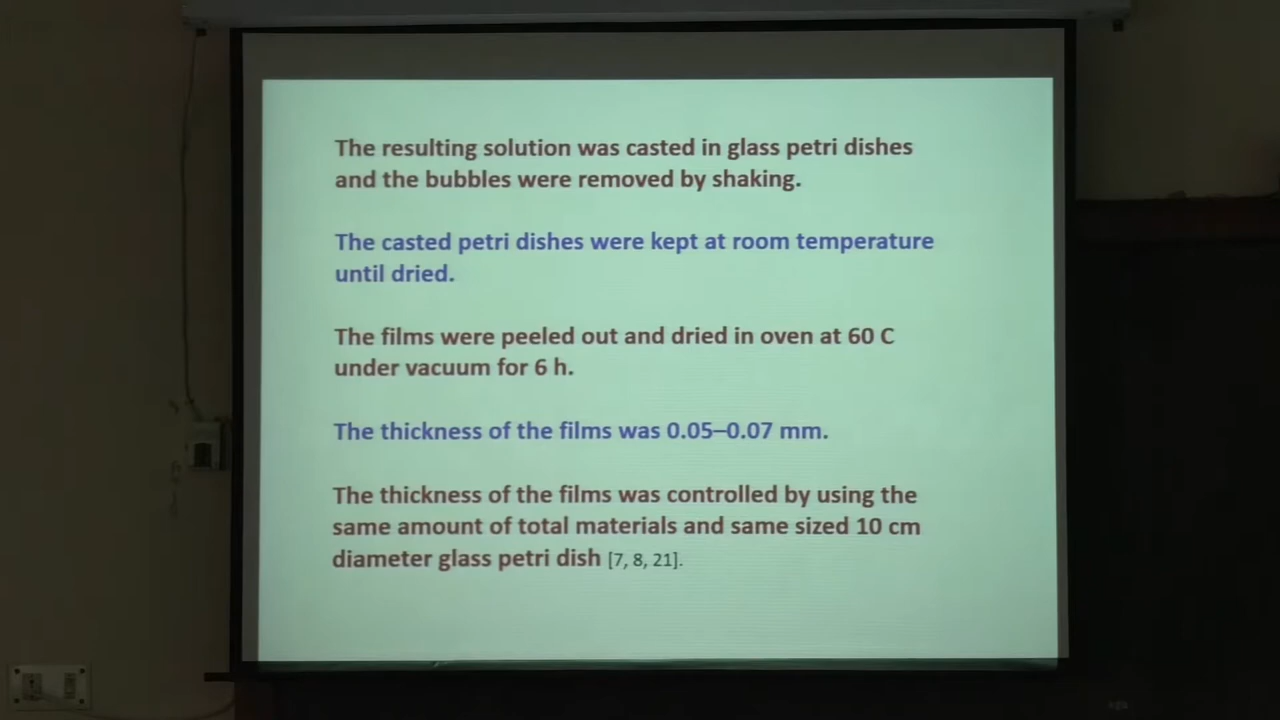 The resulting solution was casted in glass petri dishes
and the bubbles were removed by shaking.
The casted petri dishes were kept at room temperature
until dried.
The films were peeled out and dried in oven at 60 C
under vacuum for 6 h.
The thickness of the films was 0.05–0.07 mm.
The thickness of the films was controlled by using the
same amount of total materials and same sized 10 cm
diameter glass petri dish [7, 8, 21].